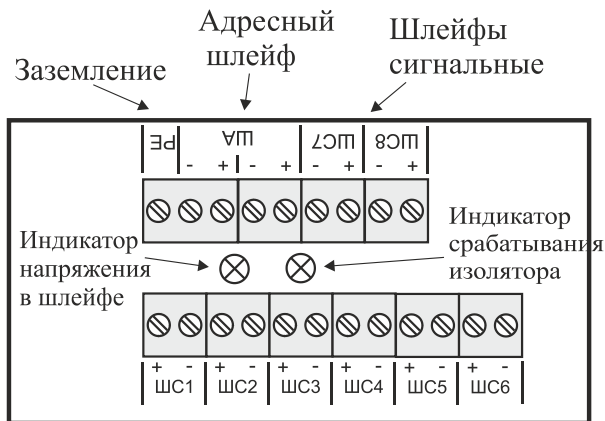 Заземление
Адресный
шлейф
Шлейфы
сигнальные
PE ША ШС7 ШС8
- + - + - + - +
Индикатор
напряжения
в шлейфе
Индикатор
срабатывания
изолятора
+ - + - + - + - + - + -
ШС1 ШС2 ШС3 ШС4 ШС5 ШС6